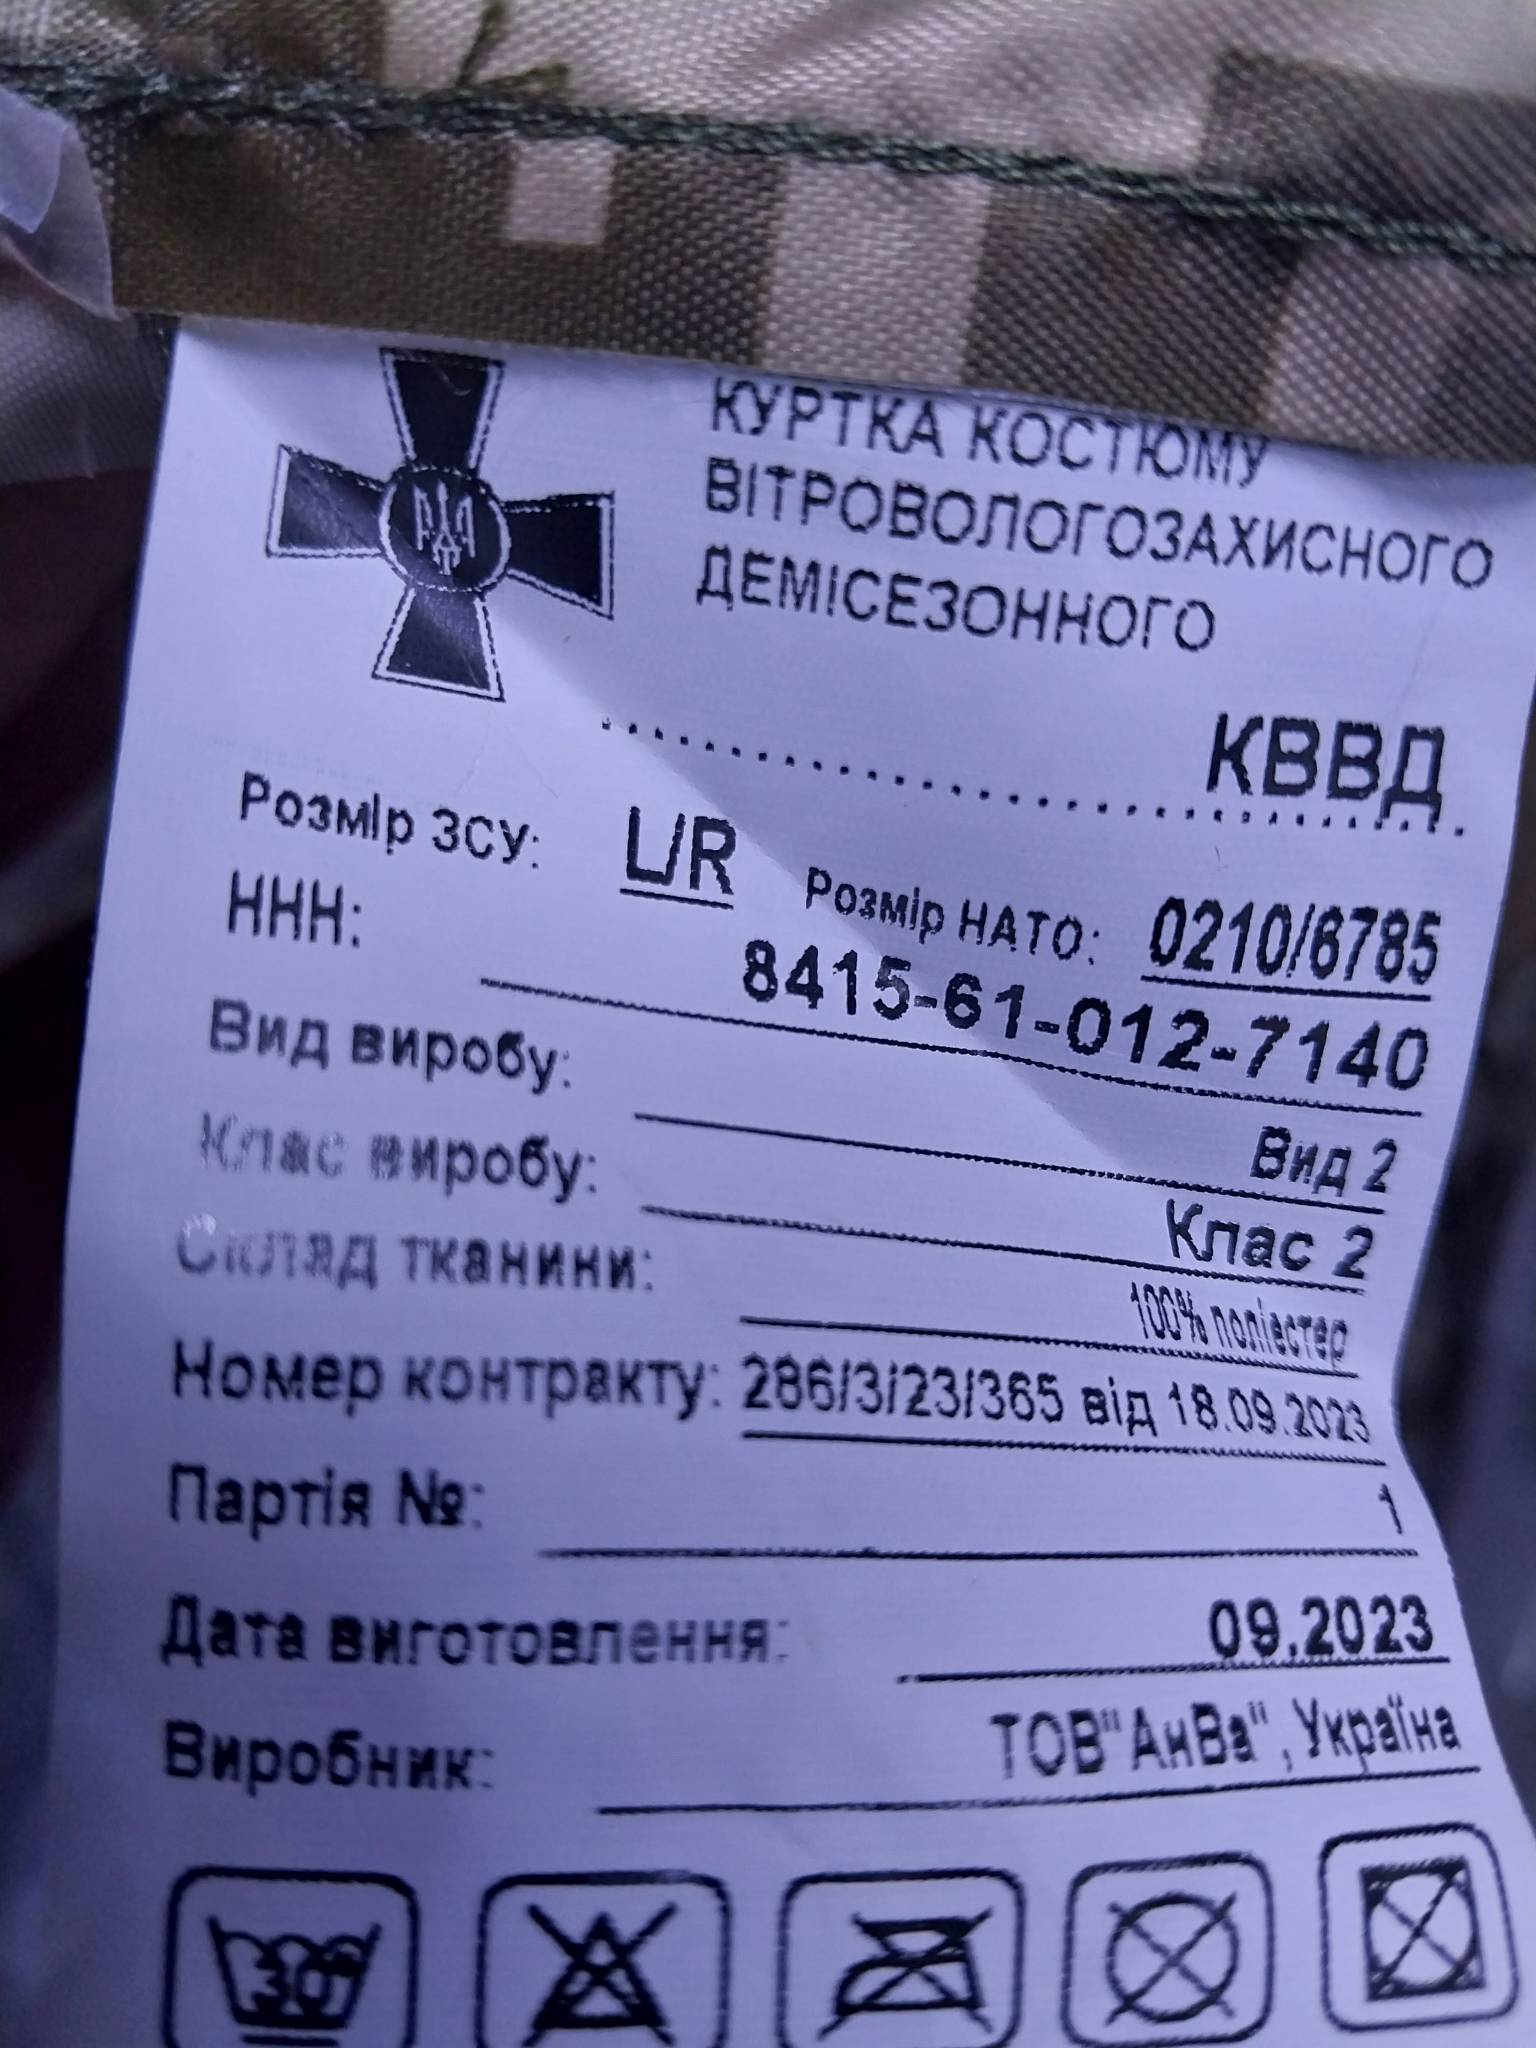 КУРТКА КОСТЮМУ
ВІТРОВОЛОГОЗАХИСНОГО
ДЕМІСЕЗОННОГО
КВВД
Розмір ЗСУ: L/R Розмір НАТО: 0210/6785
ННН: 8415-61-012-7140
Вид виробу: Вид 2
Клас виробу: Клас 2
Склад тканини: 100% поліестер
Номер контракту: 286/3/23/365 від 18.09.2023
Партія №: 1
Дата виготовлення: 09.2023
Виробник: ТОВ"АнВа", Україна
30°